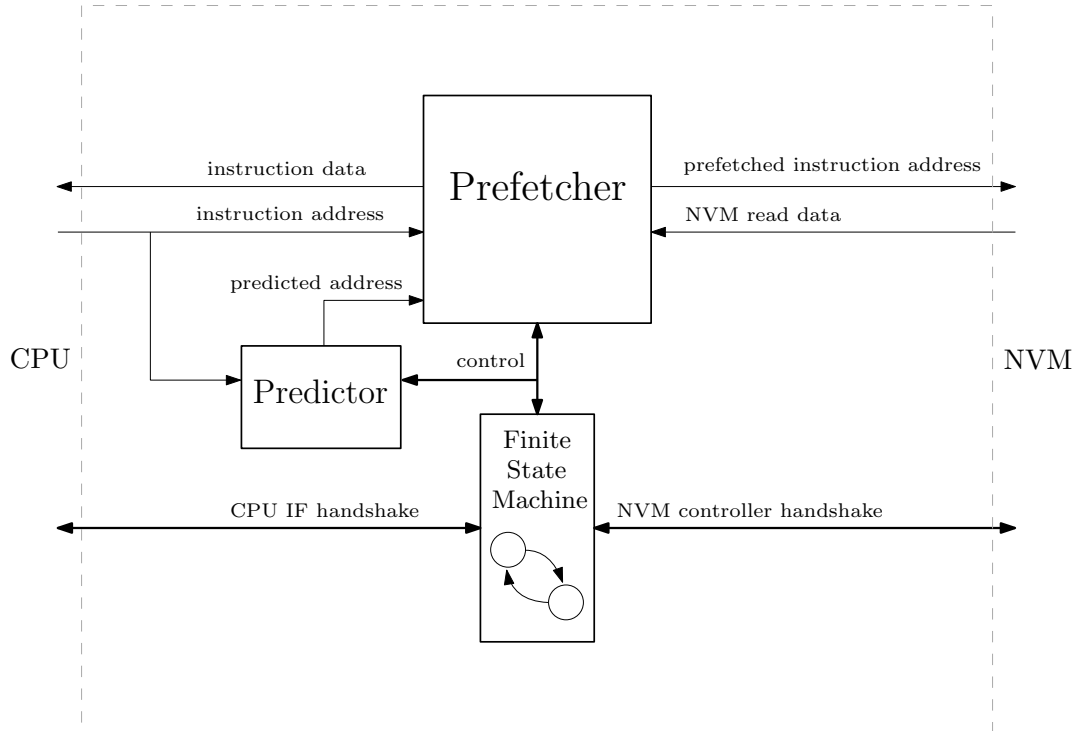 instruction data
prefetched instruction address
Prefetcher
instruction address
NVM read data
predicted address
CPU
control
NVM
Predictor
Finite
State
Machine
CPU IF handshake
NVM controller handshake